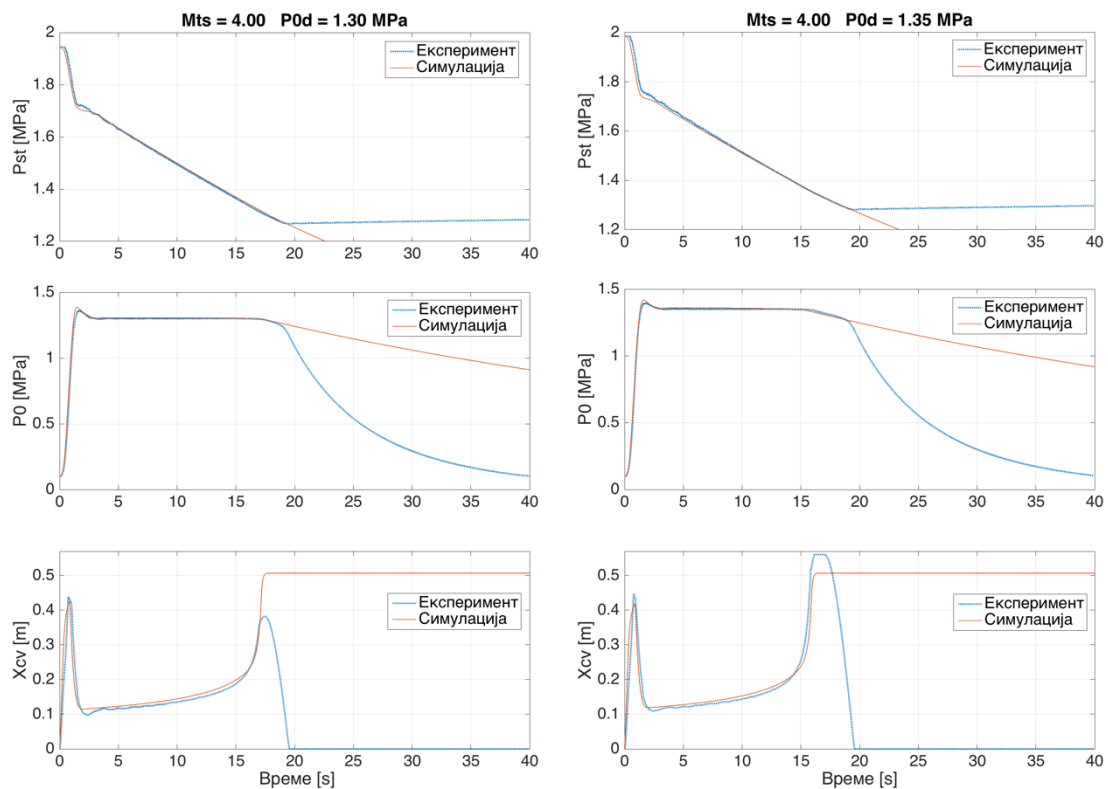 Mts = 4.00 P0d = 1.30 MPa
2
1.8
1.6
1.4
1.2
Pst [MPa]
0 5 10 15 20 25 30 35 40
Експеримент
Симулација
1.5
1
0.5
0
P0 [MPa]
0 5 10 15 20 25 30 35 40
Експеримент
Симулација
0.5
0.4
0.3
0.2
0.1
0
Xcv [m]
0 5 10 15 20 25 30 35 40
Експеримент
Симулација
Време [s]
Mts = 4.00 P0d = 1.35 MPa
2
1.8
1.6
1.4
1.2
Pst [MPa]
0 5 10 15 20 25 30 35 40
Експеримент
Симулација
1.5
1
0.5
0
P0 [MPa]
0 5 10 15 20 25 30 35 40
Експеримент
Симулација
0.5
0.4
0.3
0.2
0.1
0
Xcv [m]
0 5 10 15 20 25 30 35 40
Експеримент
Симулација
Време [s]